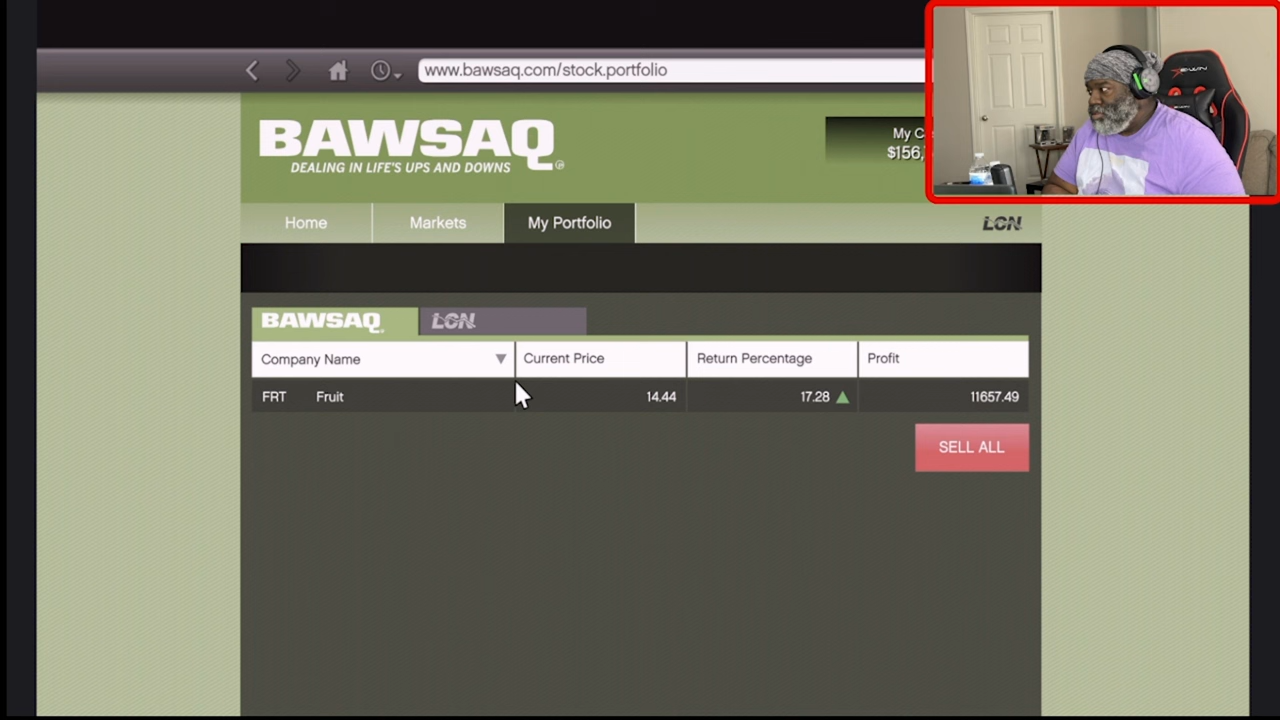 www.bawsaq.com/stock.portfolio
BAWSAQ
DEALING IN LIFE'S UPS AND DOWNS
My C
$156,
Home Markets My Portfolio LCN
BAWSAQ LCN
Company Name Current Price Return Percentage Profit
FRT Fruit 14.44 17.28 11657.49
SELL ALL